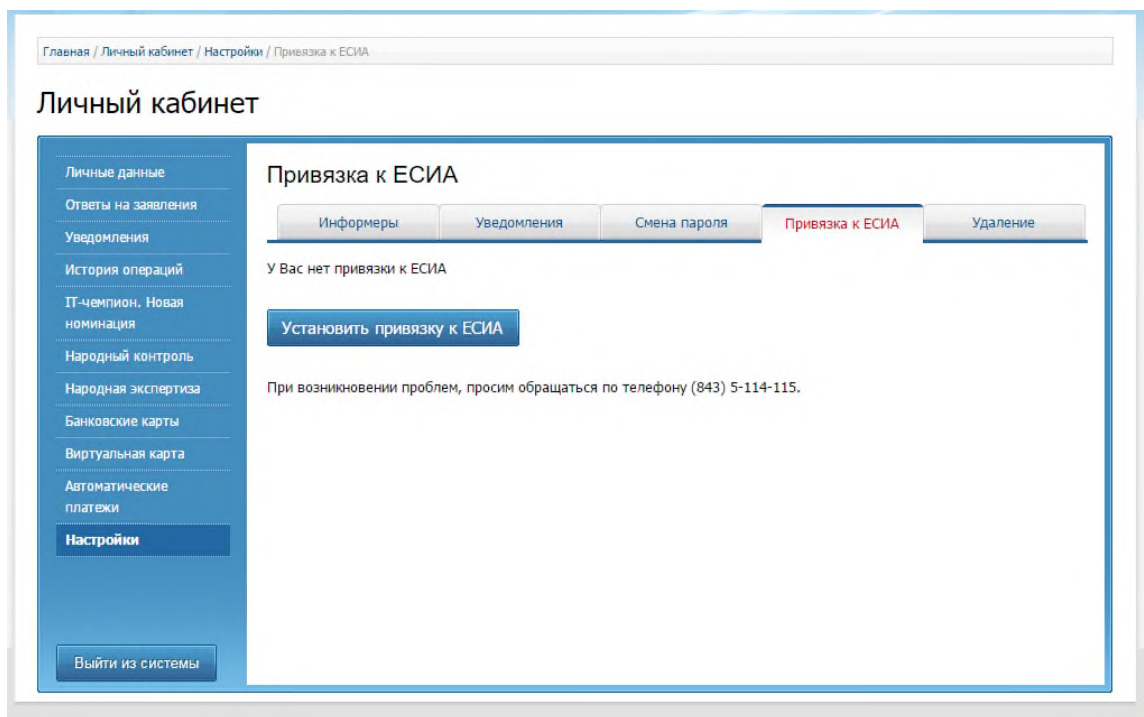 Главная / Личный кабинет / Настройки / Привязка к ЕСИА
Личный кабинет
Личные данные
Ответы на заявления
Уведомления
История операций
IT-чемпион. Новая
номинация
Народный контроль
Народная экспертиза
Банковские карты
Виртуальная карта
Автоматические
платежи
Настройки
Выйти из системы
Привязка к ЕСИА
Информеры
Уведомления
Смена пароля
Привязка к ЕСИА
Удаление
У Вас нет привязки к ЕСИА
Установить привязку к ЕСИА
При возникновении проблем, просим обращаться по телефону (843) 5-114-115.